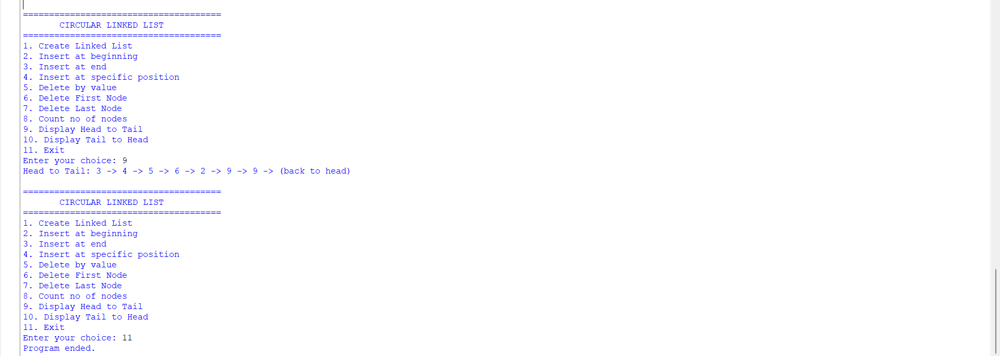 ======================================
       CIRCULAR LINKED LIST
======================================
1. Create Linked List
2. Insert at beginning
3. Insert at end
4. Insert at specific position
5. Delete by value
6. Delete First Node
7. Delete Last Node
8. Count no of nodes
9. Display Head to Tail
10. Display Tail to Head
11. Exit
Enter your choice: 9
Head to Tail: 3 -> 4 -> 5 -> 6 -> 2 -> 9 -> 9 -> (back to head)

======================================
       CIRCULAR LINKED LIST
======================================
1. Create Linked List
2. Insert at beginning
3. Insert at end
4. Insert at specific position
5. Delete by value
6. Delete First Node
7. Delete Last Node
8. Count no of nodes
9. Display Head to Tail
10. Display Tail to Head
11. Exit
Enter your choice: 11
Program ended.